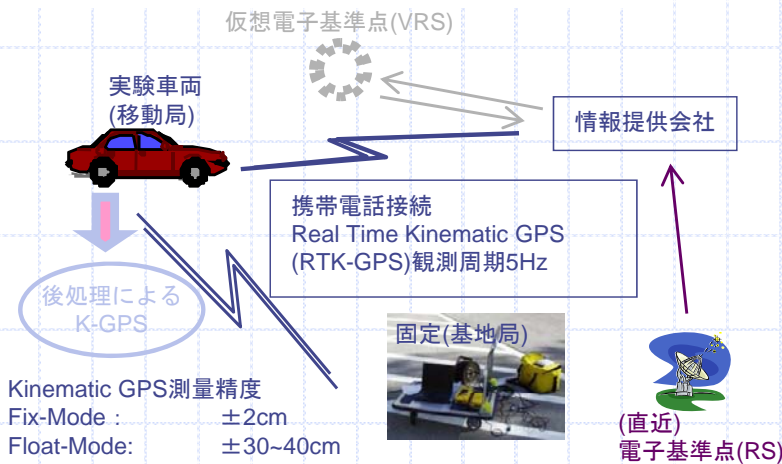 仮想電子基準点(VRS)
実験車両
(移動局)
情報提供会社
携帯電話接続
Real Time Kinematic GPS
(RTK-GPS)観測周期5Hz
後処理による
K-GPS
固定(基地局)
Kinematic GPS測量精度
Fix-Mode : ±2cm
Float-Mode: ±30~40cm
(直近)
電子基準点(RS)